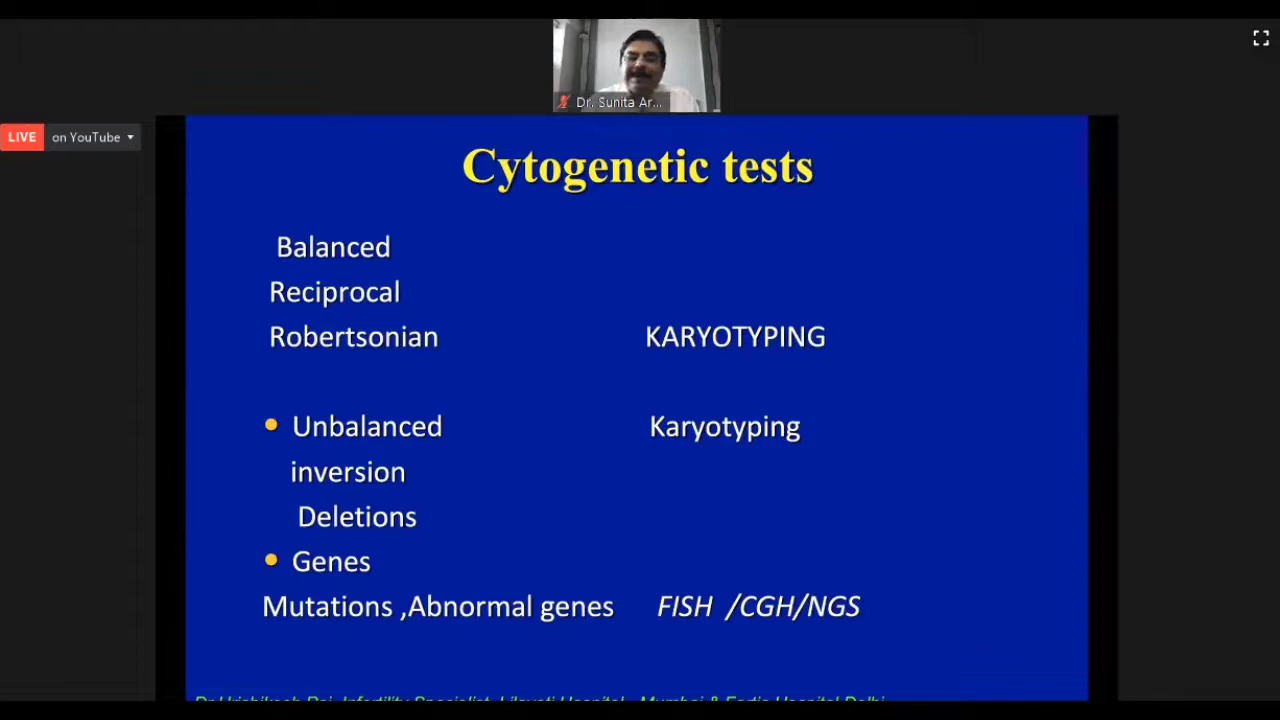 Dr. Sunita Ar...
LIVE on YouTube
Cytogenetic tests
Balanced
Reciprocal
Robertsonian KARYOTYPING
Unbalanced Karyotyping
inversion
Deletions
Genes
Mutations ,Abnormal genes FISH /CGH/NGS